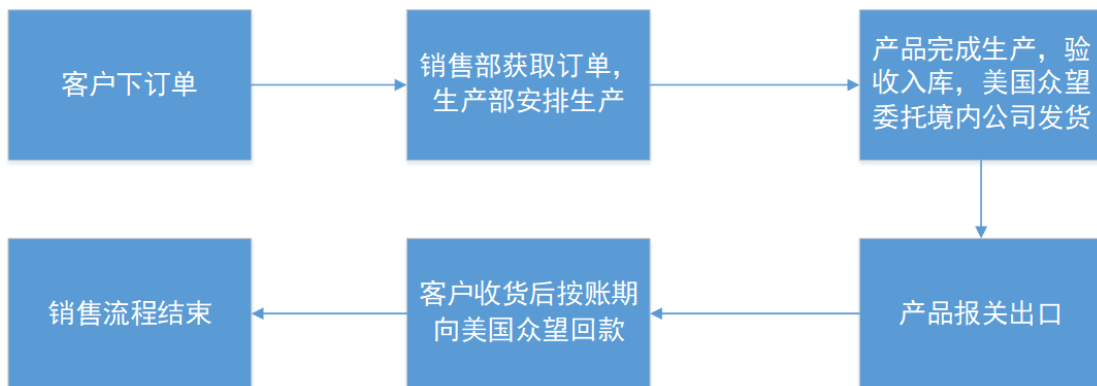 客户下订单
销售部获取订单，
生产部安排生产
产品完成生产，验
收入库，美国众望
委托境内公司发货
产品报关出口
客户收货后按账期
向美国众望回款
销售流程结束